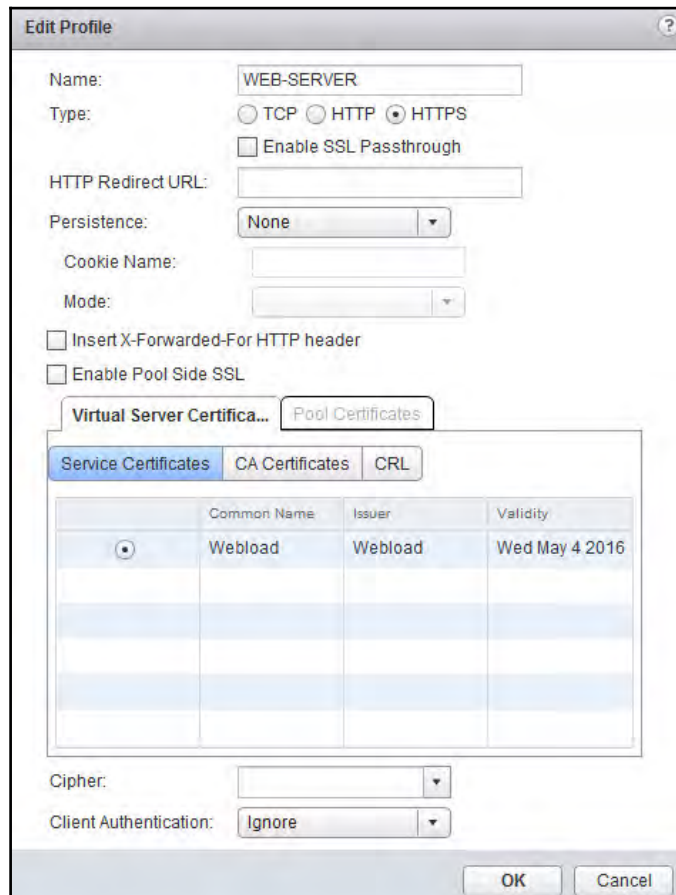 Edit Profile ?
Name: WEB-SERVER
Type: TCP HTTP HTTPS
Enable SSL Passthrough
HTTP Redirect URL:
Persistence: None
Cookie Name:
Mode:
Insert X-Forwarded-For HTTP header
Enable Pool Side SSL
Virtual Server Certifica... Pool Certificates
Service Certificates CA Certificates CRL
Common Name Issuer Validity
Webload Webload Wed May 4 2016
Cipher:
Client Authentication: Ignore
OK Cancel